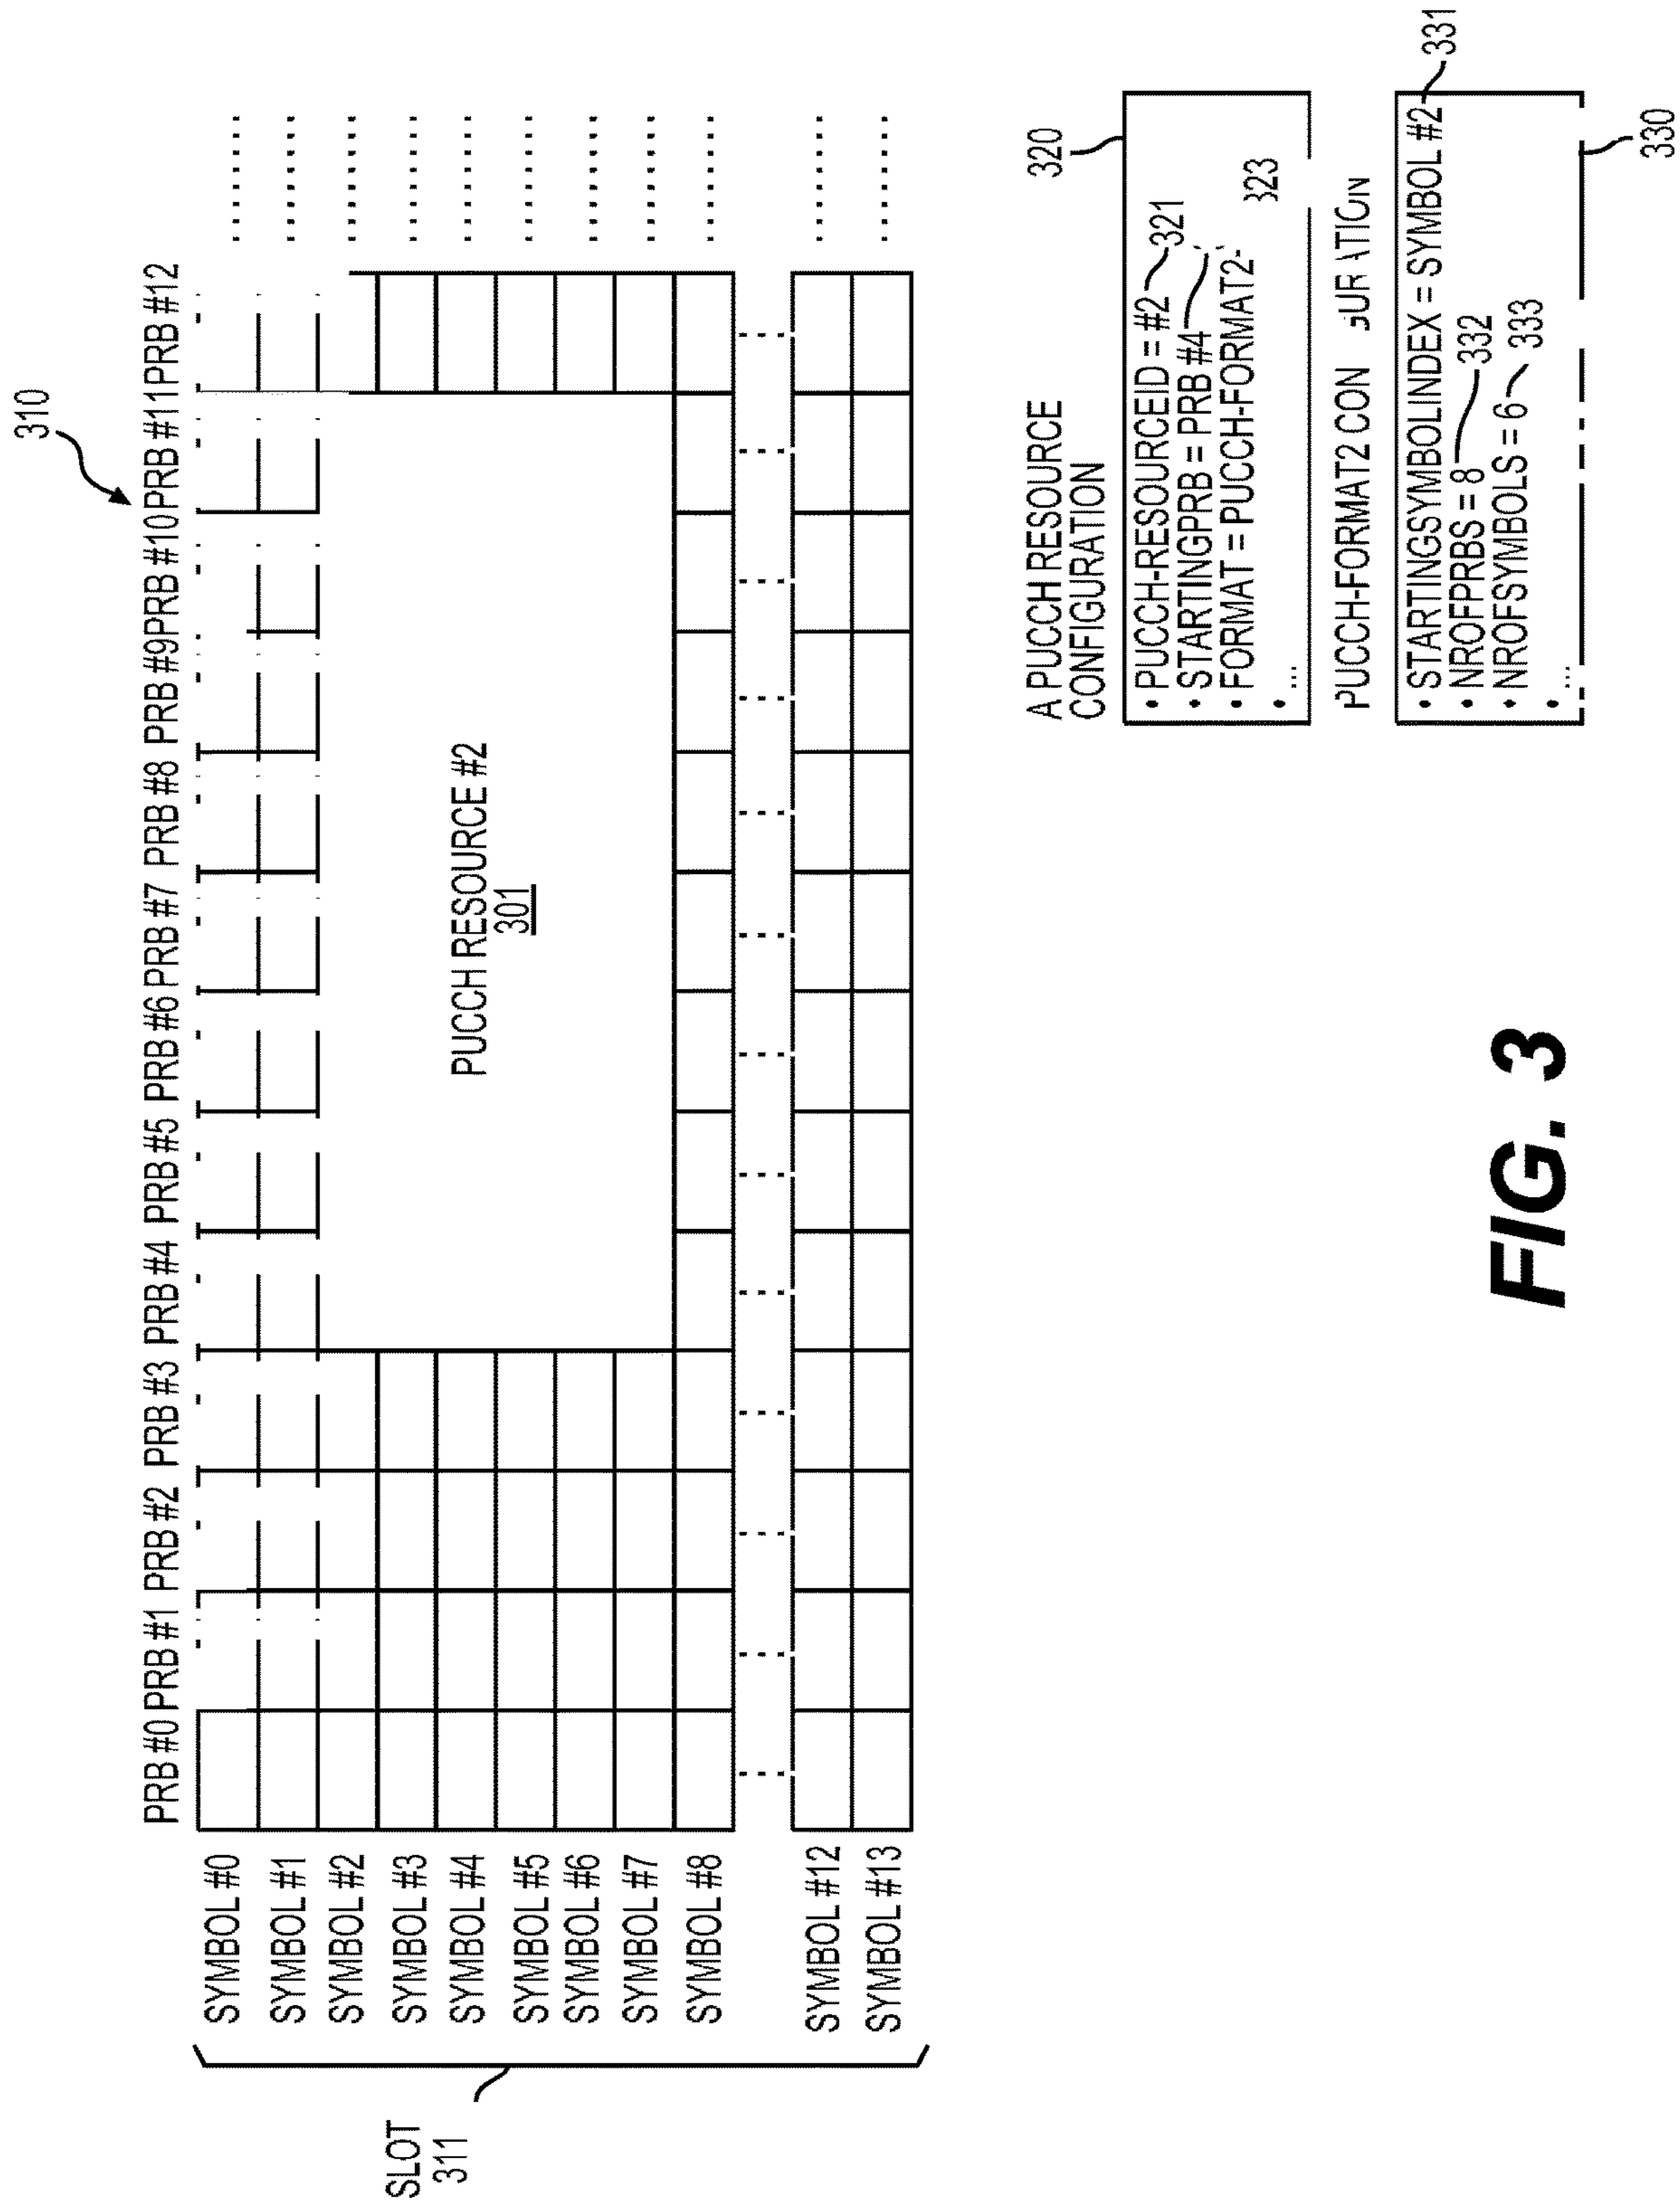 310
PRB #0 PRB #1 PRB #2 PRB #3 PRB #4 PRB #5 PRB #6 PRB #7 PRB #8 PRB #9 PRB #10 PRB #11 PRB #12
SYMBOL #0
SYMBOL #1
SYMBOL #2
SYMBOL #3
SYMBOL #4
SYMBOL #5
SYMBOL #6
SYMBOL #7
SYMBOL #8
SYMBOL #12
SYMBOL #13
SLOT
311
PUCCH RESOURCE #2
301
A PUCCH RESOURCE
CONFIGURATION
320
• PUCCH-RESOURCEID = #2 321
• STARTINGPRB = PRB #4
• FORMAT = PUCCH-FORMAT2 323
• ...
PUCCH-FORMAT2
• STARTINGSYMBOLINDEX = SYMBOL #2 331
• NROFPRBS = 8 332
• NROFSYMBOLS = 6 333
• ...
330
FIG. 3